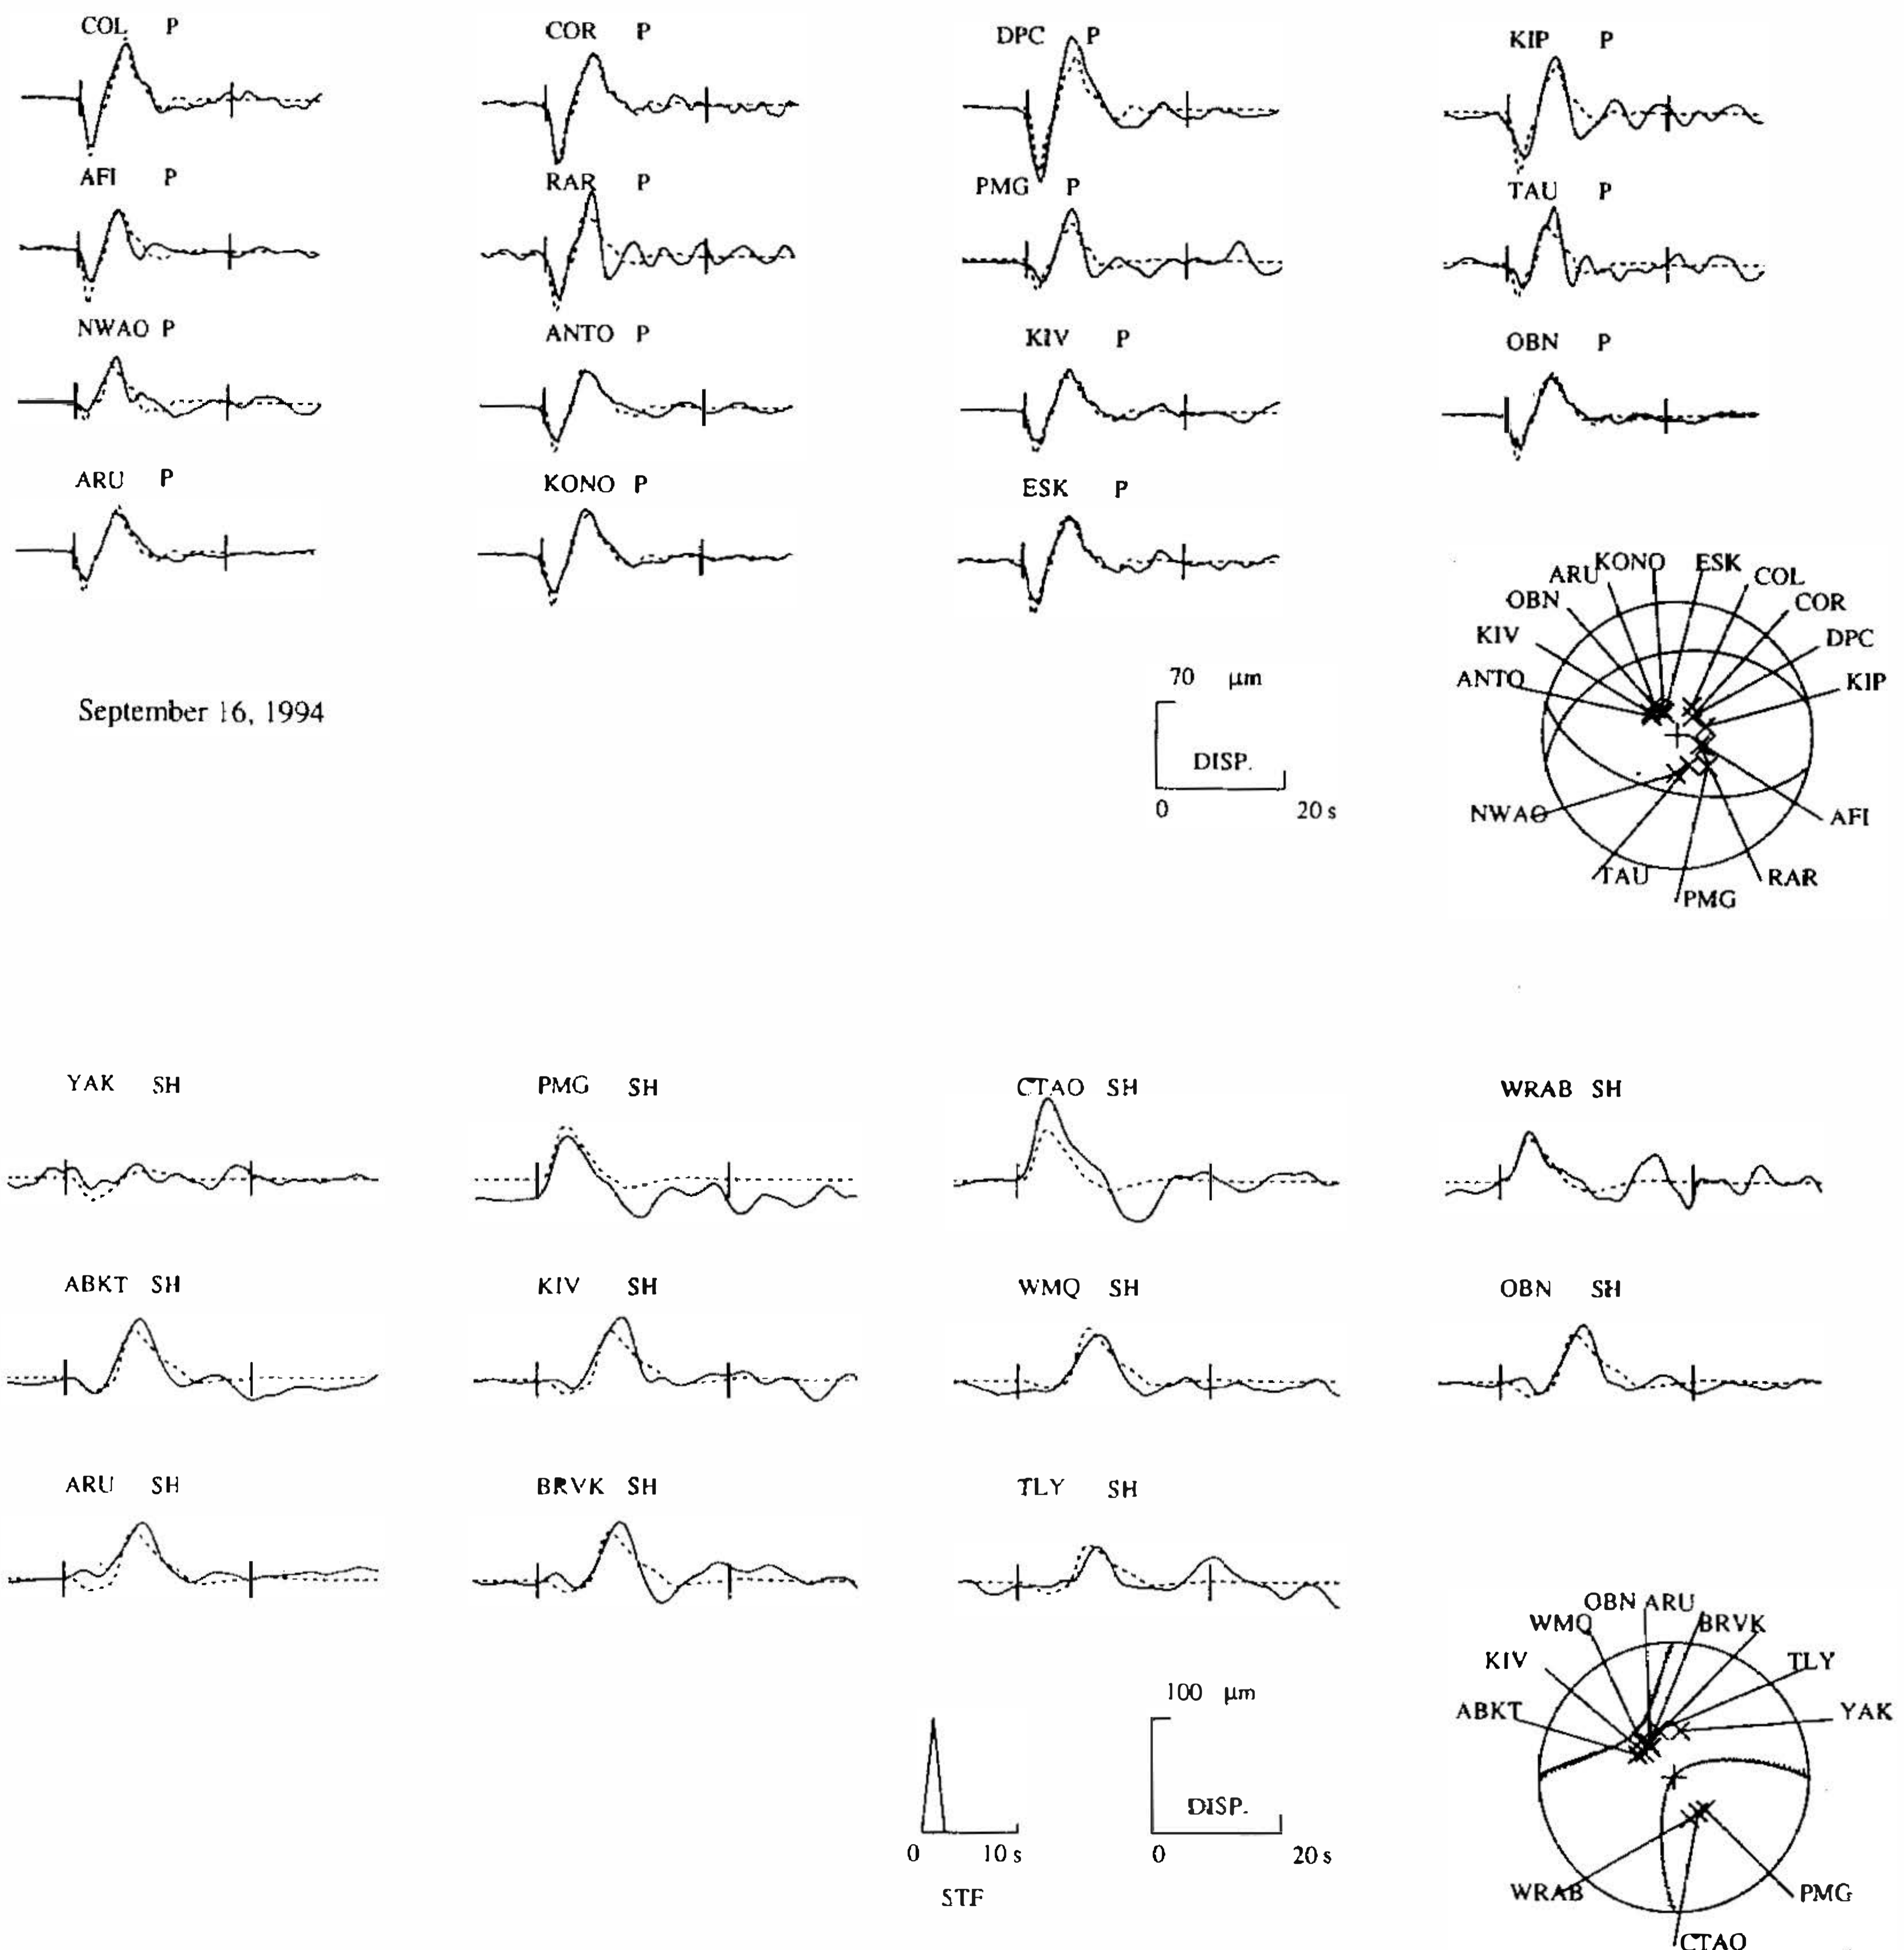 COL P COR P DPC P KIP P
AFI P RAR P PMG P TAU P
NWAO P ANTO P KIV P OBN P
ARU P KONO P ESK P
ARU KONO ESK COL
OBN COR
KIV DPC
ANTO KIP
September 16, 1994
70 μm
DISP.
0 20 s
NWAO AFI
TAU RAR
PMG
YAK SH PMG SH CTAO SH WRAB SH
ABKT SH KIV SH WMQ SH OBN SH
ARU SH BRVK SH TLY SH
OBN ARU
WMQ BRVK
KIV TLY
ABKT YAK
100 μm
DISP.
0 10 s 0 20 s
STF
WRAB PMG
CTAO